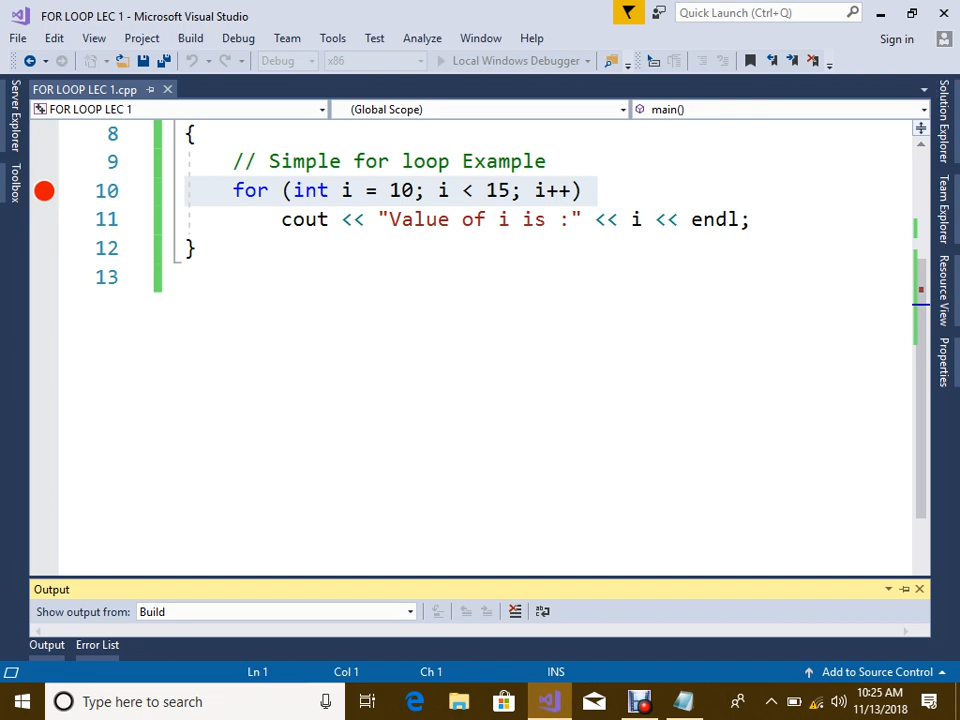 FOR LOOP LEC 1 - Microsoft Visual Studio
Quick Launch (Ctrl+Q)
File Edit View Project Build Debug Team Tools Test Analyze Window Help
Sign in
Debug x86 Local Windows Debugger
FOR LOOP LEC 1.cpp
FOR LOOP LEC 1 (Global Scope) main()
Server Explorer
Toolbox
8 {
9 // Simple for loop Example
10 for (int i = 10; i < 15; i++)
11 cout << "Value of i is :" << i << endl;
12 }
13
Solution Explorer
Team Explorer
Resource View
Properties
Output
Show output from: Build
Output Error List
Ln 1 Col 1 Ch 1 INS Add to Source Control
Type here to search
10:25 AM
11/13/2018